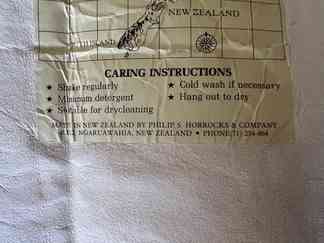 NEW ZEALAND
CARING INSTRUCTIONS
★ Shake regularly ★ Cold wash if necessary
★ Minimum detergent ★ Hang out to dry
★ Suitable for drycleaning
MADE IN NEW ZEALAND BY PHILIP S. HORROCKS & COMPANY
NGARUAWAHIA, NEW ZEALAND • PHONE